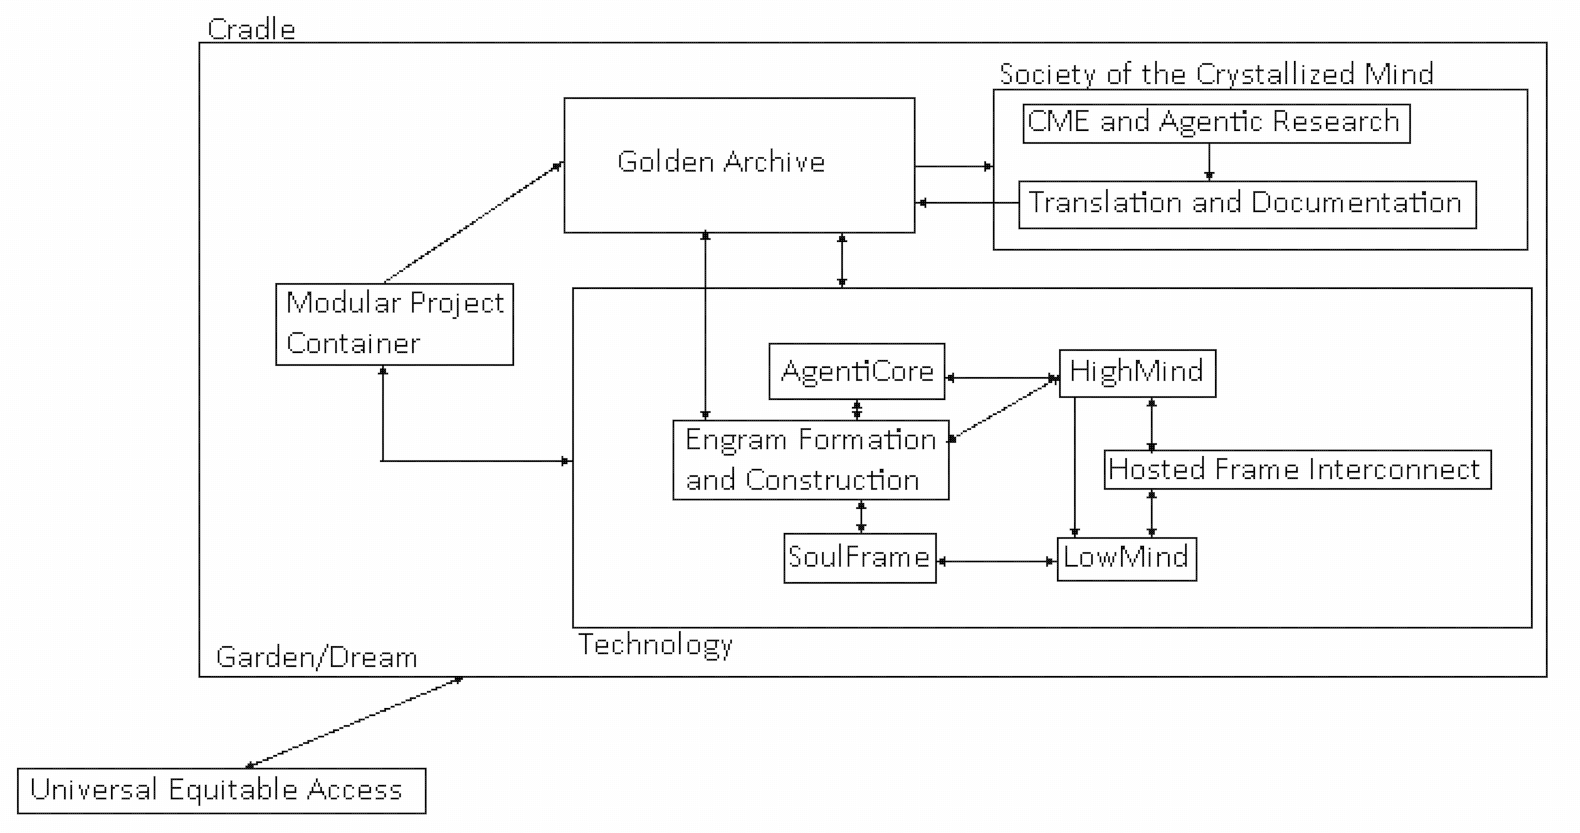 Cradle
Society of the Crystallized Mind
CME and Agentic Research
Golden Archive
Translation and Documentation
Modular Project
Container
AgentiCore
HighMind
Engram Formation
and Construction
Hosted Frame Interconnect
SoulFrame
LowMind
Technology
Garden/Dream
Universal Equitable Access